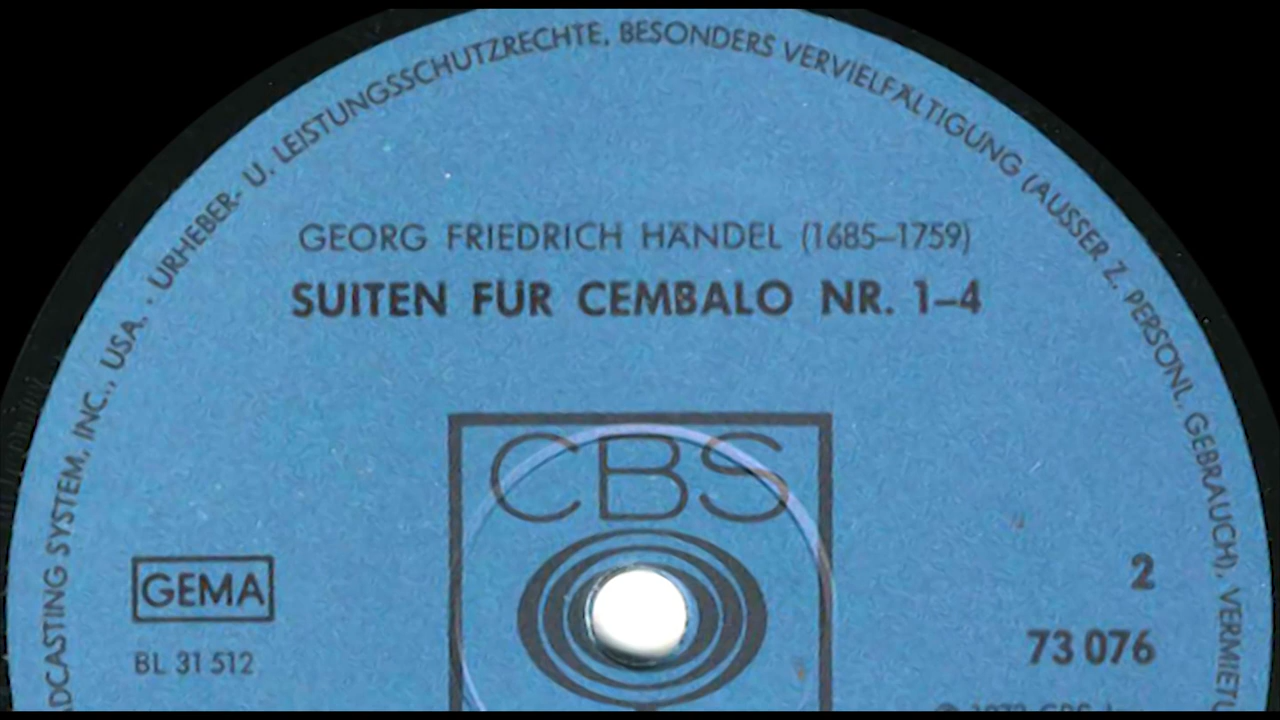 ADCASTING SYSTEM, INC., USA. · URHEBER- U. LEISTUNGSSCHUTZRECHTE, BESONDERS VERVIELFÄLTIGUNG (AUSSER Z. PERSÖNL. GEBRAUCH), VERMIETU
GEORG FRIEDRICH HÄNDEL (1685–1759)
SUITEN FÜR CEMBALO NR. 1–4
CBS
GEMA
2
BL 31 512
73 076